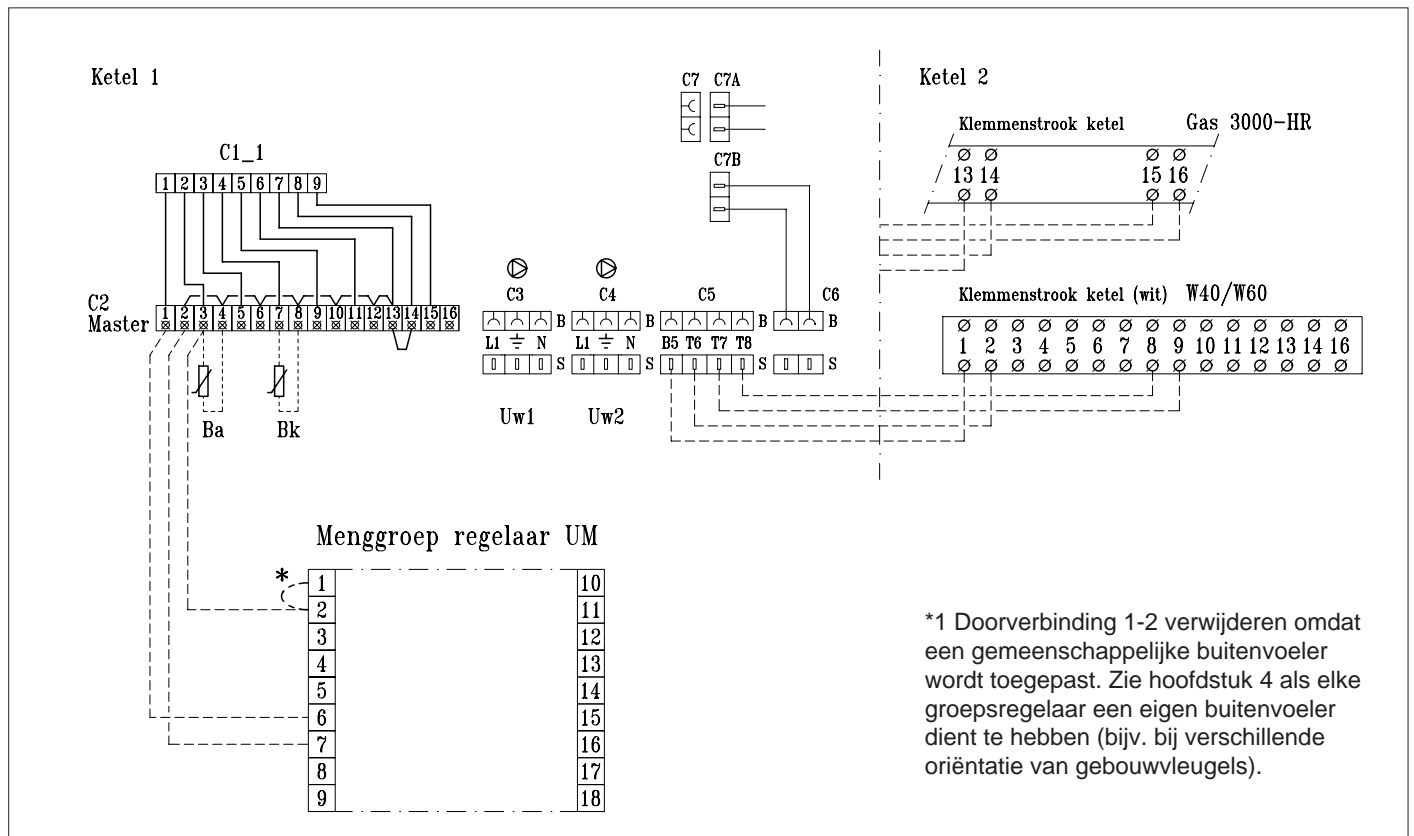 Ketel 1
C7 C7A
Ketel 2
Klemmenstrook ketel Gas 3000-HR
C7B
13 14 15 16
C1_1
1 2 3 4 5 6 7 8 9
C2
Master
1 2 3 4 5 6 7 8 9 10 11 12 13 14 15 16
C3 C4 C5 C6
B B B B
L1 N L1 N B5 T6 T7 T8
S S S S
Klemmenstrook ketel (wit) W40/W60
1 2 3 4 5 6 7 8 9 10 11 12 13 14 16
Ba Bk
Uw1 Uw2
Menggroep regelaar UM
*
1 10
2 11
3 12
4 13
5 14
6 15
7 16
8 17
9 18
*1 Doorverbinding 1-2 verwijderen omdat
een gemeenschappelijke buitenvoeler
wordt toegepast. Zie hoofdstuk 4 als elke
groepsregelaar een eigen buitenvoeler
dient te hebben (bijv. bij verschillende
oriëntatie van gebouwvleugels).